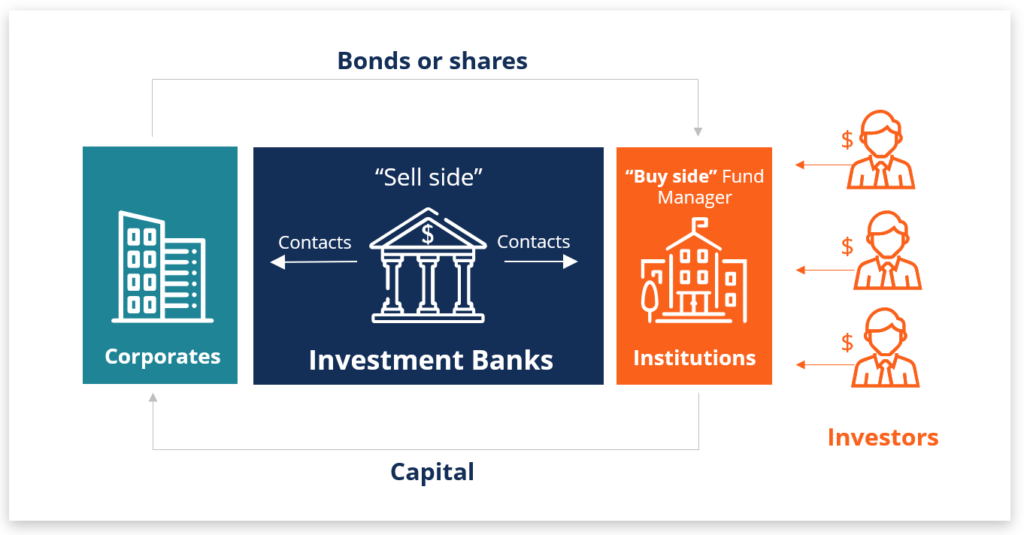 Bonds or shares
“Sell side”
Contacts
$
Contacts
Investment Banks
Corporates
“Buy side” Fund
Manager
Institutions
$
$
$
Investors
Capital